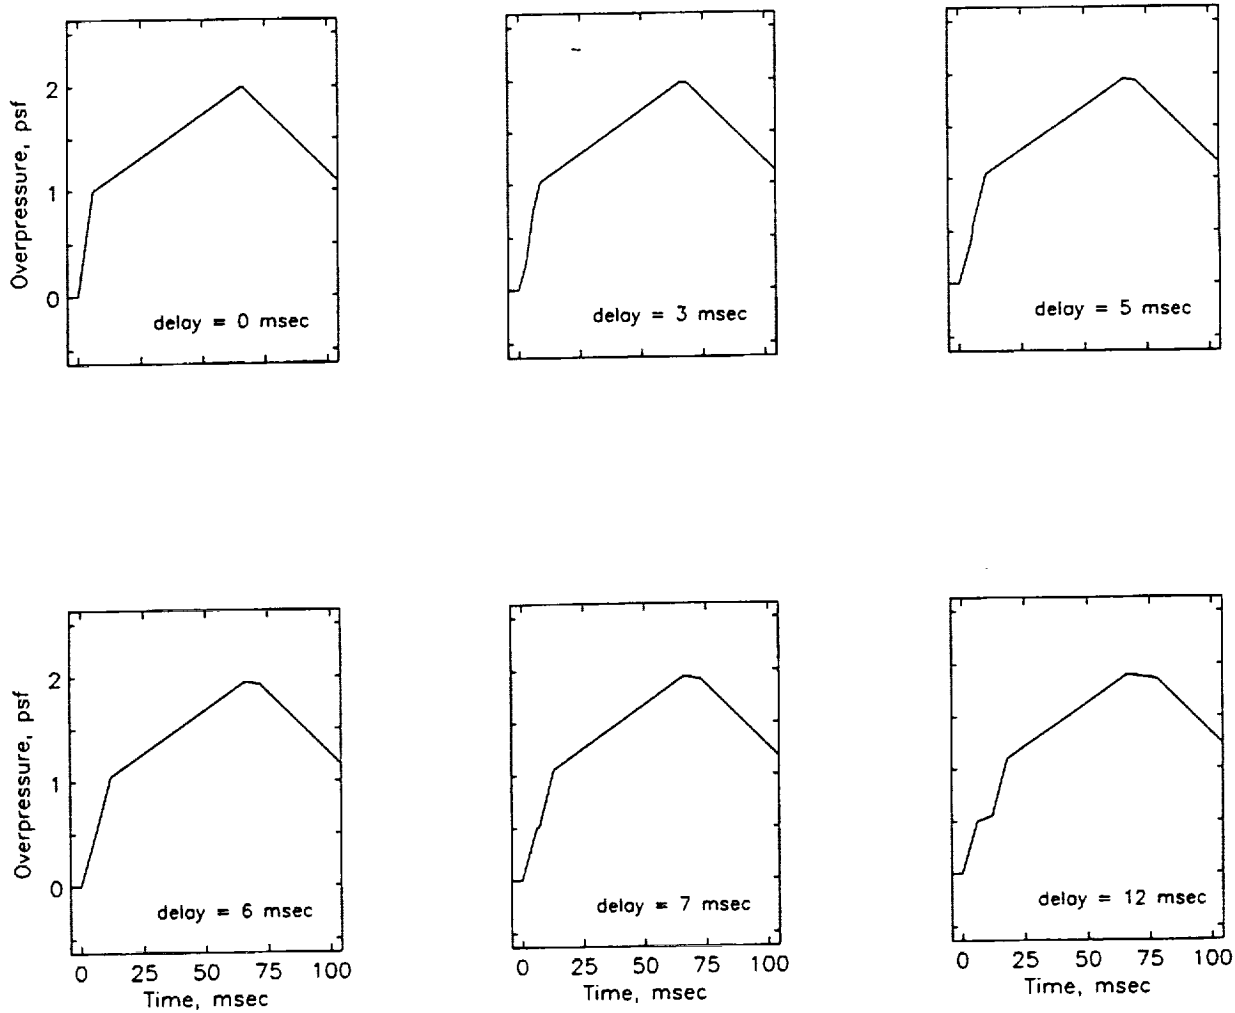 2
1
0
Overpressure, psf
delay = 0 msec
delay = 3 msec
delay = 5 msec
2
1
0
Overpressure, psf
delay = 6 msec
0 25 50 75 100
Time, msec
delay = 7 msec
0 25 50 75 100
Time, msec
delay = 12 msec
0 25 50 75 100
Time, msec